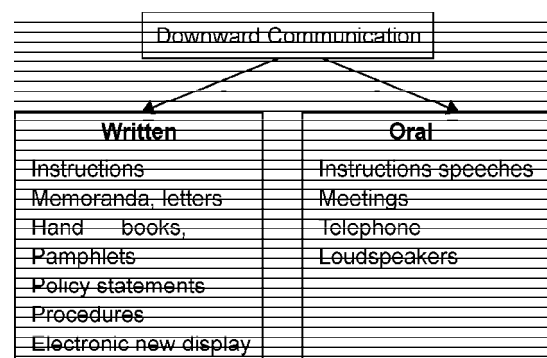 Downward Communication
Written
Instructions
Memoranda, letters
Hand books,
Pamphlets
Policy statements
Procedures
Electronic new display
Oral
Instructions speeches
Meetings
Telephone
Loudspeakers